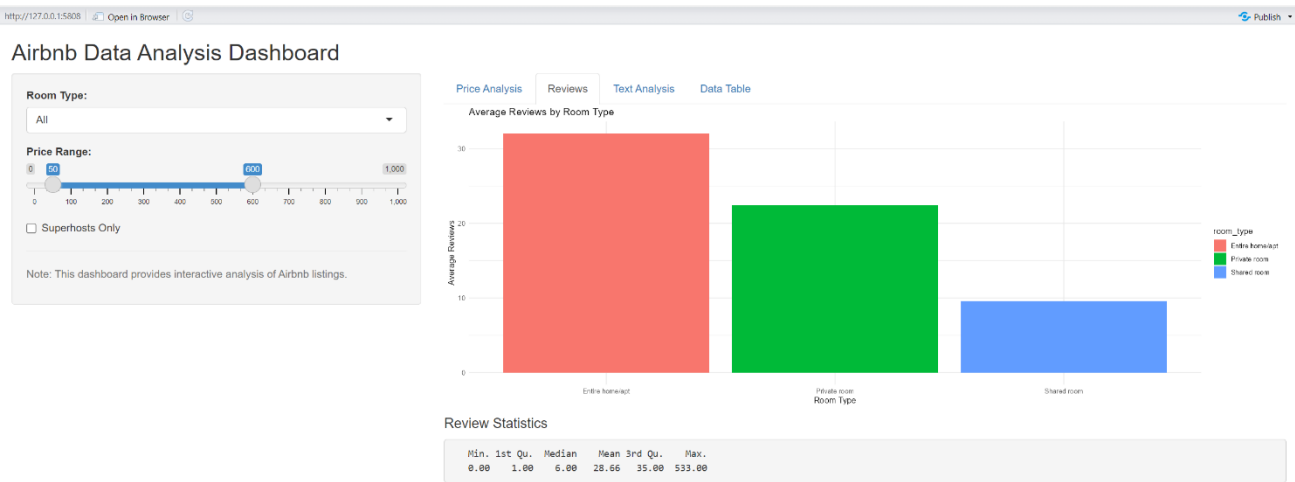 http://127.0.0.1:5808 Open in Browser Publish
Airbnb Data Analysis Dashboard
Room Type:
All
Price Range:
0 50 600 1,000
0 100 200 300 400 500 600 700 800 900 1,000
Superhosts Only
Note: This dashboard provides interactive analysis of Airbnb listings.
Price Analysis Reviews Text Analysis Data Table
Average Reviews by Room Type
30
20
10
0
Average Reviews
Entire home/apt Private room Shared room
Room Type
room_type
Entire home/apt
Private room
Shared room
Review Statistics
Min. 1st Qu. Median Mean 3rd Qu. Max.
0.00 1.00 6.00 28.66 35.00 533.00